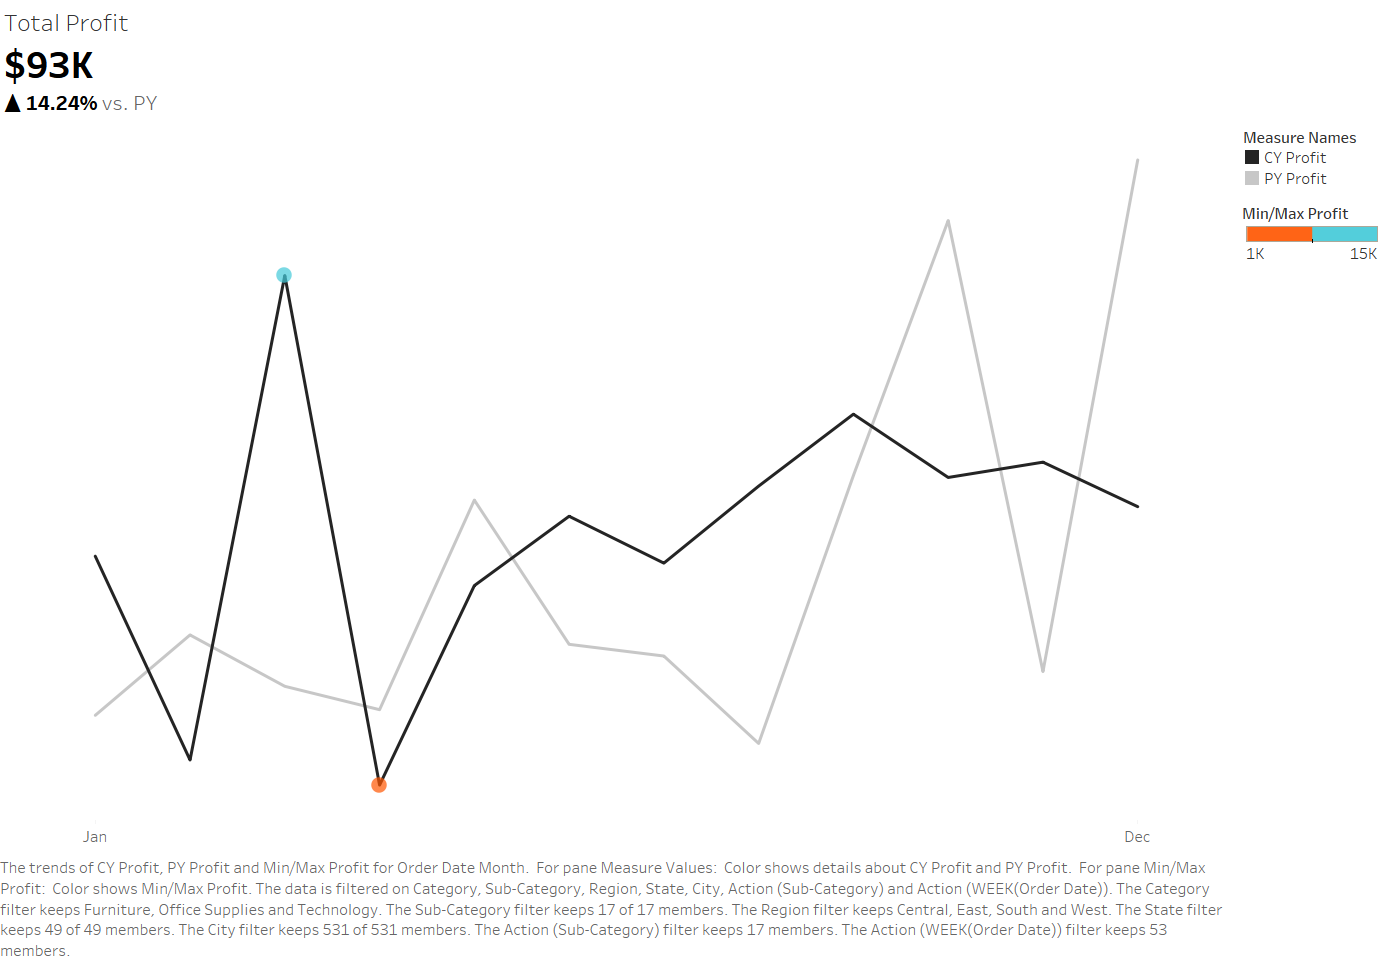 Total Profit
$93K
▲ 14.24% vs. PY
Measure Names
CY Profit
PY Profit
Min/Max Profit
1K 15K
Jan Dec
The trends of CY Profit, PY Profit and Min/Max Profit for Order Date Month.  For pane Measure Values:  Color shows details about CY Profit and PY Profit.  For pane Min/Max
Profit:  Color shows Min/Max Profit. The data is filtered on Category, Sub-Category, Region, State, City, Action (Sub-Category) and Action (WEEK(Order Date)). The Category
filter keeps Furniture, Office Supplies and Technology. The Sub-Category filter keeps 17 of 17 members. The Region filter keeps Central, East, South and West. The State filter
keeps 49 of 49 members. The City filter keeps 531 of 531 members. The Action (Sub-Category) filter keeps 17 members. The Action (WEEK(Order Date)) filter keeps 53
members.